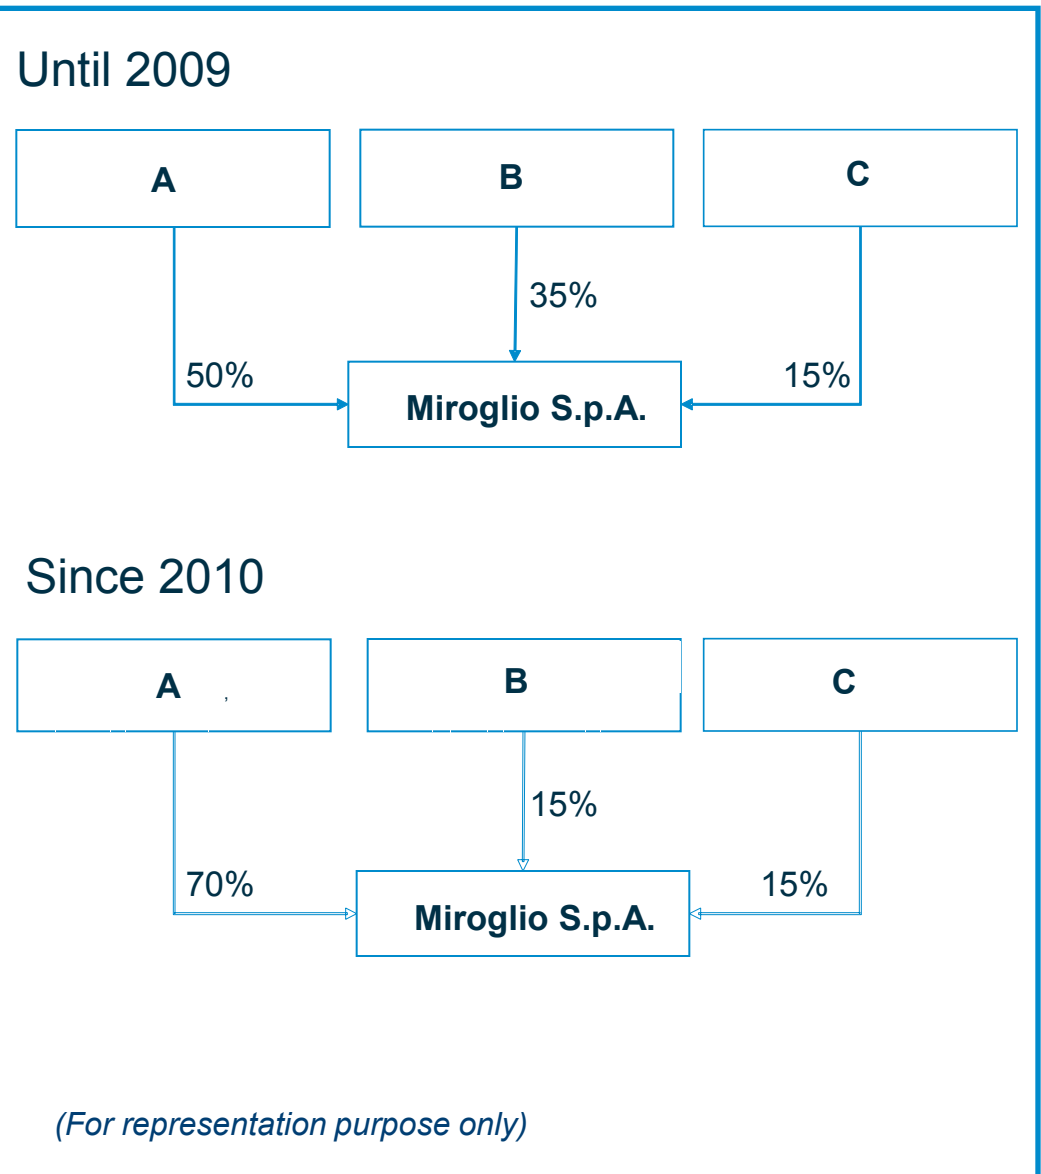 Until 2009
A
B
C
35%
50%
15%
Miroglio S.p.A.
Since 2010
A ,
B
C
15%
70%
15%
Miroglio S.p.A.
(For representation purpose only)